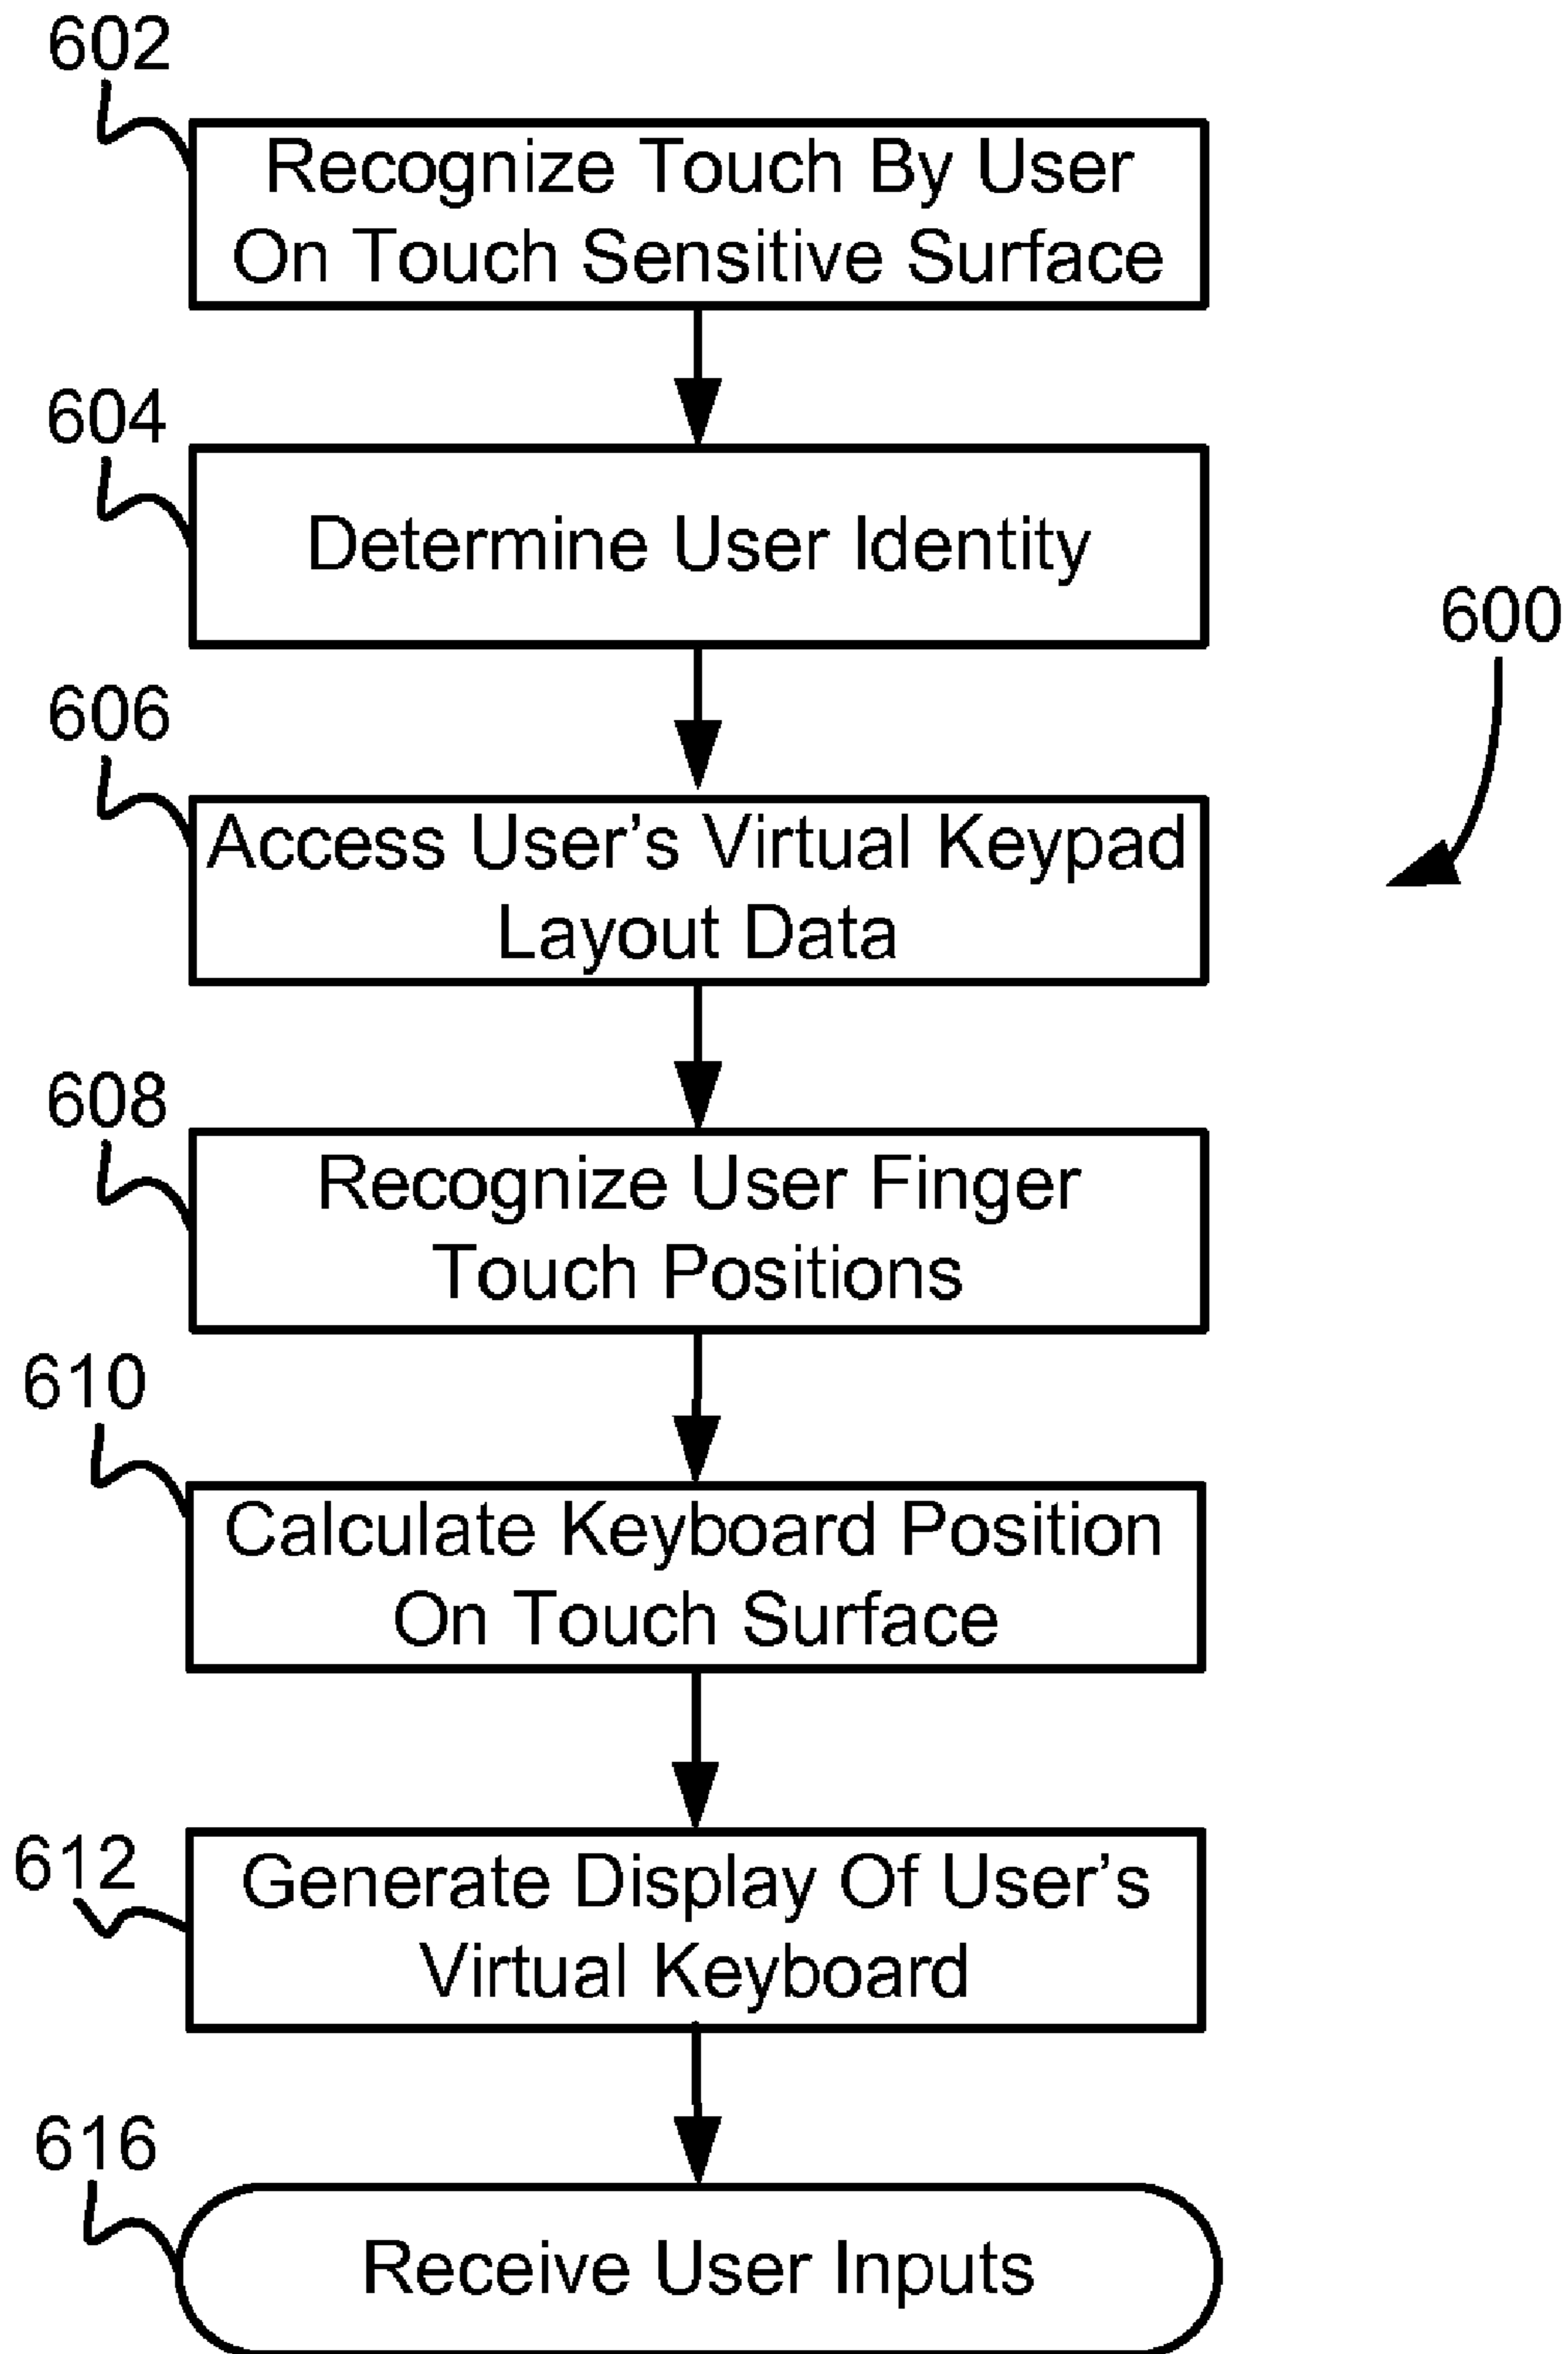 602
Recognize Touch By User
On Touch Sensitive Surface
604
Determine User Identity
600
606
Access User’s Virtual Keypad
Layout Data
608
Recognize User Finger
Touch Positions
610
Calculate Keyboard Position
On Touch Surface
612
Generate Display Of User’s
Virtual Keyboard
616
Receive User Inputs